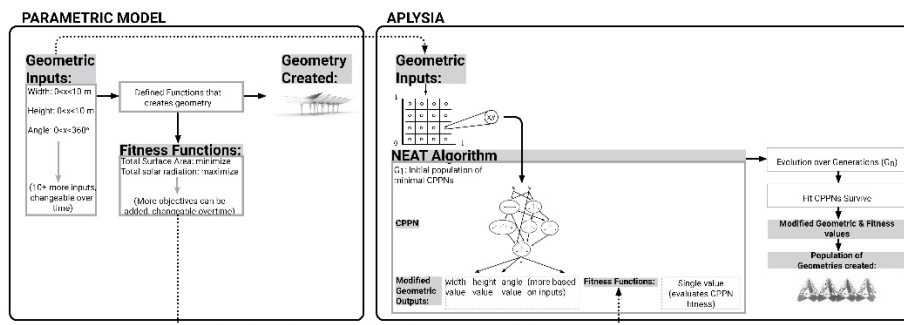 PARAMETRIC MODEL
Geometric
Inputs:
Width: 0<x<10 m
Height: 0<x<10 m
Angle: 0<x<360°
(10+ more inputs,
changeable over
time)
Defined Functions that
creates geometry
Geometry
Created:
Fitness Functions:
Total Surface Area: minimize
Total solar radiation: maximize
(More objectives can be
added, changeable overtime)
APLYSIA
Geometric
Inputs:
1
0
1
NEAT Algorithm
G1: Initial population of
minimal CPPNs
CPPN
Modified
Geometric
Outputs:
width
value
height
value
angle
value
(more based
on inputs)
Fitness Functions:
Single value
(evaluates CPPN
fitness)
Evolution over Generations (Gn)
Fit CPPNs Survive
Modified Geometric & Fitness
values
Population of
Geometries created: